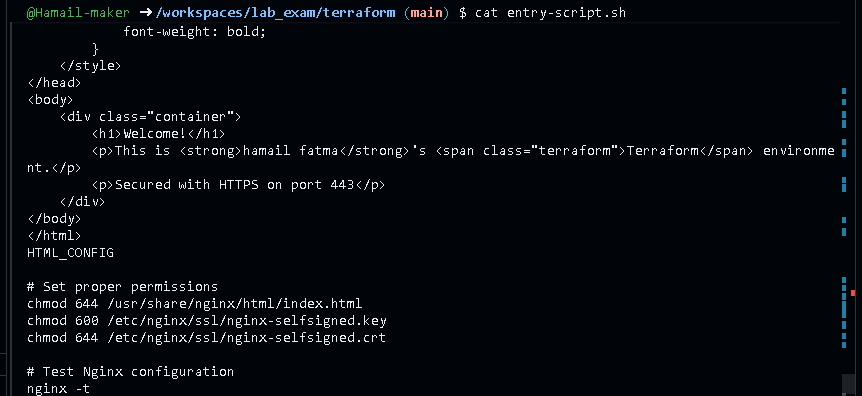 @Hamail-maker ➜/workspaces/lab_exam/terraform (main) $ cat entry-script.sh
            font-weight: bold;
        }
    </style>
</head>
<body>
    <div class="container">
        <h1>Welcome!</h1>
        <p>This is <strong>hamail fatma</strong>'s <span class="terraform">Terraform</span> environme
nt.</p>
        <p>Secured with HTTPS on port 443</p>
    </div>
</body>
</html>
HTML_CONFIG

# Set proper permissions
chmod 644 /usr/share/nginx/html/index.html
chmod 600 /etc/nginx/ssl/nginx-selfsigned.key
chmod 644 /etc/nginx/ssl/nginx-selfsigned.crt

# Test Nginx configuration
nginx -t